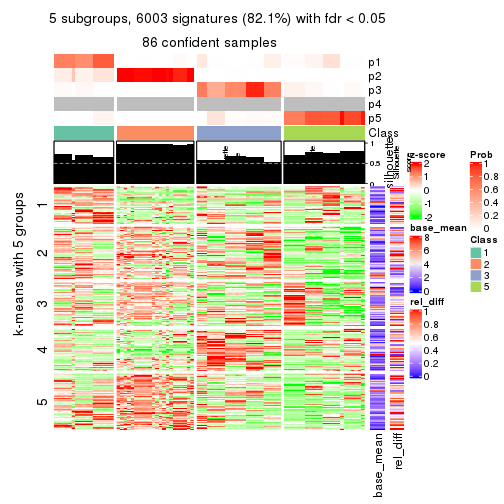 5 subgroups, 6003 signatures (82.1%) with fdr < 0.05
86 confident samples
p1
p2
p3
p4
p5
Class
1
0.5
0
silhouette
Silhouette
score
k-means with 5 groups
1
2
3
4
5
base_mean
rel_diff
z-score
2
1
0
-1
-2
base_mean
8
6
4
2
0
rel_diff
1
0.8
0.6
0.4
0.2
0
Prob
1
0.8
0.6
0.4
0.2
0
Class
1
2
3
5